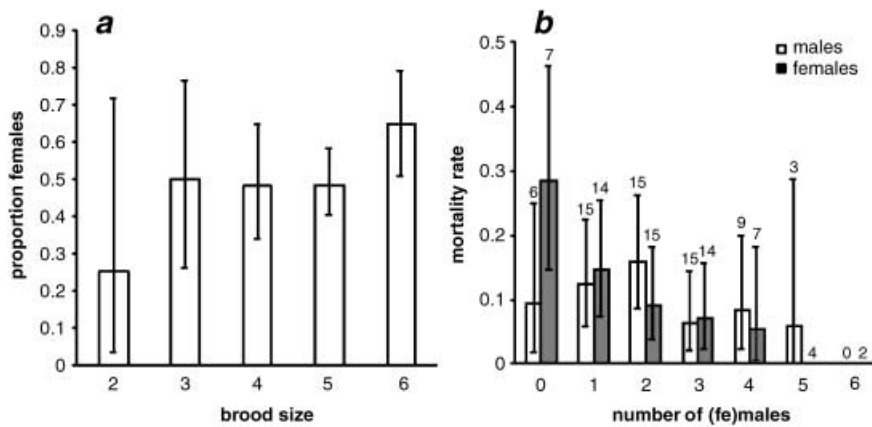 a
0.9
0.8
0.7
0.6
0.5
0.4
0.3
0.2
0.1
0
proportion females
2 3 4 5 6
brood size
b
males
females
0.5
0.4
0.3
0.2
0.1
0
mortality rate
6 7 15 14 15 15 15 14 9 7 3 4 0 2
0 1 2 3 4 5 6
number of (fe)males